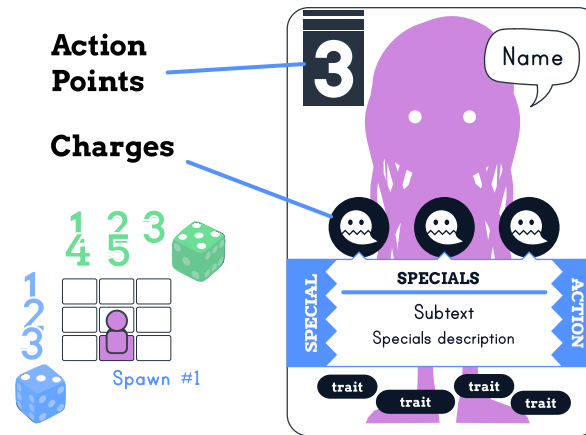 Action
Points
3
Name
Charges
1 2 3
4 5
1
2
3
Spawn #1
SPECIAL
SPECIALS
Subtext
Specials description
ACTION
trait
trait
trait
trait